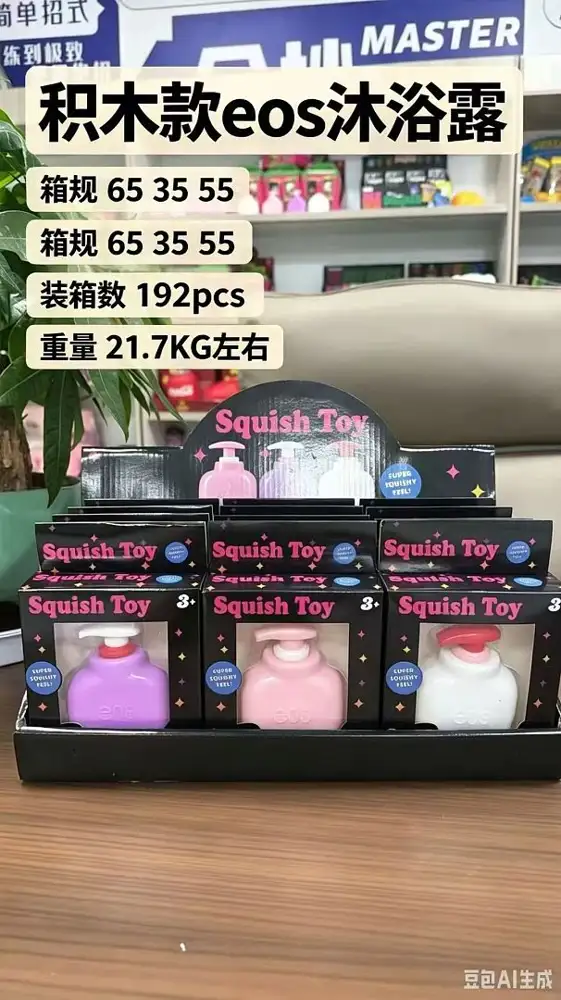 简单招式
练到极致
MASTER
积木款eos沐浴露
箱规 65 35 55
箱规 65 35 55
装箱数 192pcs
重量 21.7KG左右
Squish Toy
SUPER
SQUISHY
FEEL!
Squish Toy
Squish Toy
Squish Toy
Squish Toy
Squish Toy
Squish Toy
Squish Toy 3+
Squish Toy 3+
Squish Toy 3
SUPER
SQUISHY
FEEL!
SUPER
SQUISHY
FEEL!
SUPER
SQUISHY
FEEL!
eos
eos
eos
豆包AI生成